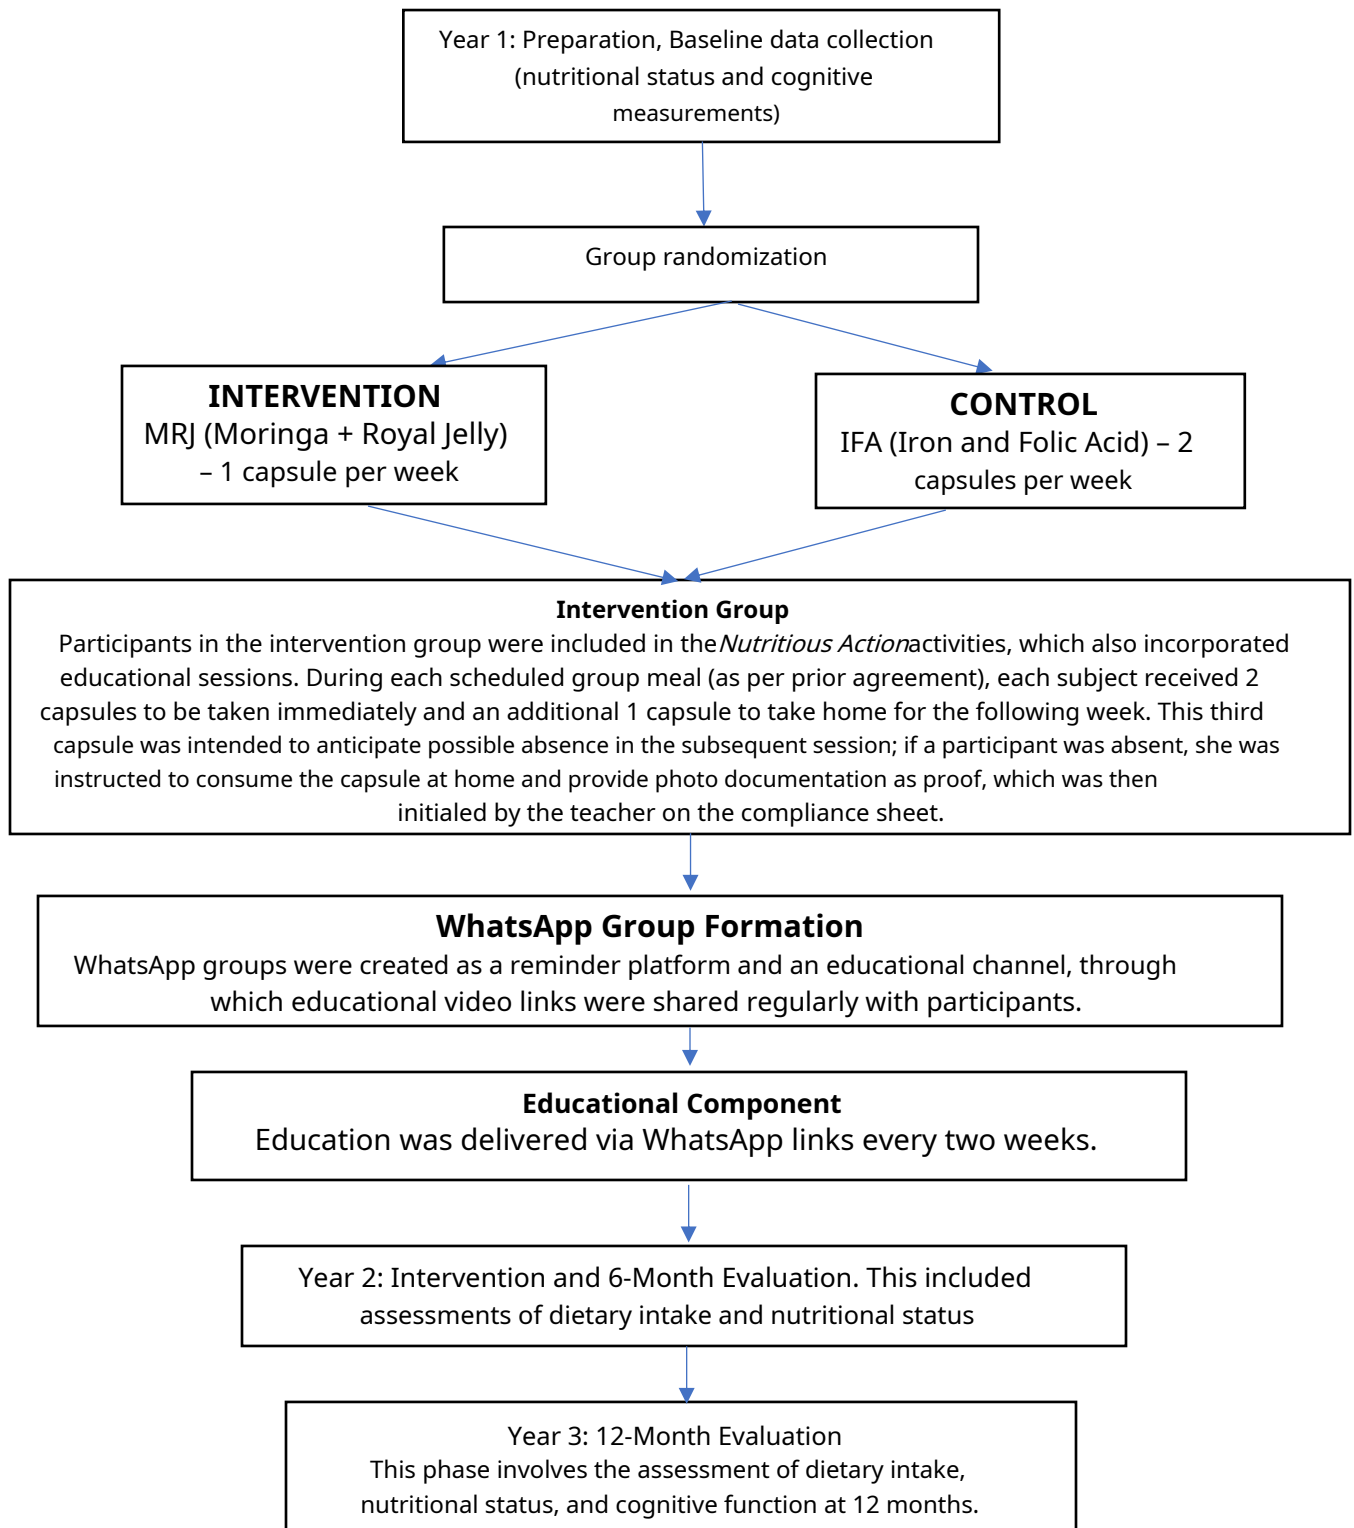 Year 1: Preparation, Baseline data collection
(nutritional status and cognitive
measurements)
Group randomization
INTERVENTION
MRJ (Moringa + Royal Jelly)
– 1 capsule per week
CONTROL
IFA (Iron and Folic Acid) – 2
capsules per week
Intervention Group
Participants in the intervention group were included in theNutritious Actionactivities, which also incorporated
educational sessions. During each scheduled group meal (as per prior agreement), each subject received 2
capsules to be taken immediately and an additional 1 capsule to take home for the following week. This third
capsule was intended to anticipate possible absence in the subsequent session; if a participant was absent, she was
instructed to consume the capsule at home and provide photo documentation as proof, which was then
initialed by the teacher on the compliance sheet.
WhatsApp Group Formation
WhatsApp groups were created as a reminder platform and an educational channel, through
which educational video links were shared regularly with participants.
Educational Component
Education was delivered via WhatsApp links every two weeks.
Year 2: Intervention and 6-Month Evaluation. This included
assessments of dietary intake and nutritional status
Year 3: 12-Month Evaluation
This phase involves the assessment of dietary intake,
nutritional status, and cognitive function at 12 months.